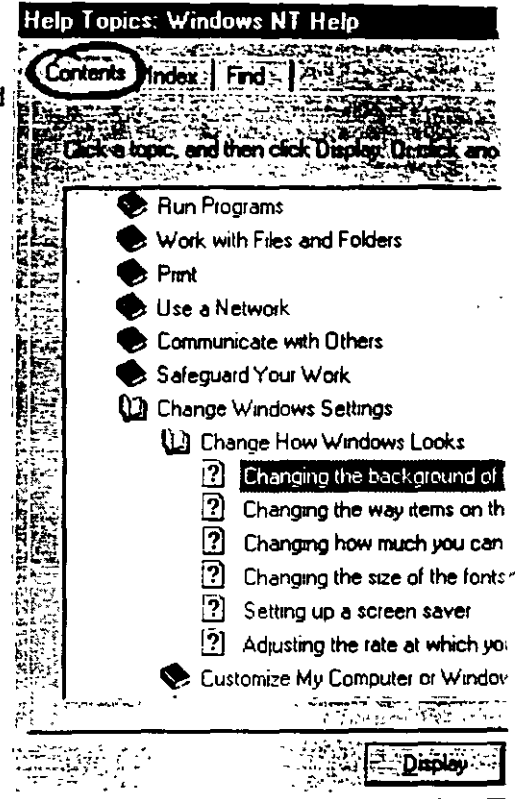 Help Topics: Windows NT Help
Contents Index Find
Click a topic, and then click Display. Or click ano
Run Programs
Work with Files and Folders
Print
Use a Network
Communicate with Others
Safeguard Your Work
Change Windows Settings
Change How Windows Looks
Changing the background of
Changing the way items on th
Changing how much you can
Changing the size of the fonts
Setting up a screen saver
Adjusting the rate at which you
Customize My Computer or Window
Display